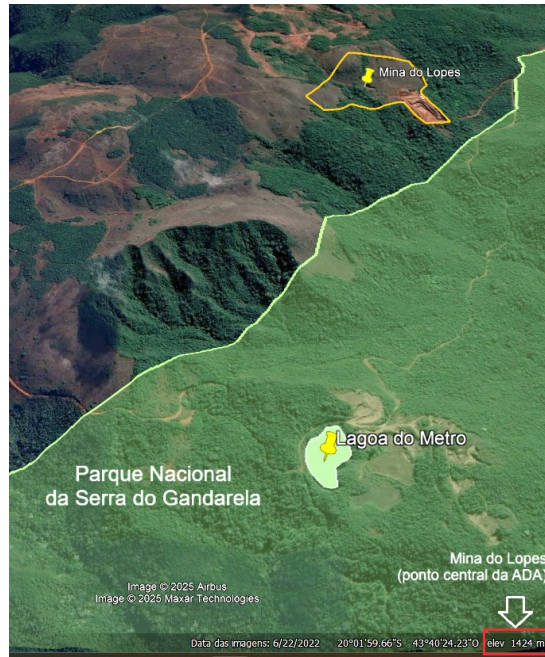 Mina do Lopes
Lagoa do Metro
Parque Nacional
da Serra do Gandarela
Mina do Lopes
(ponto central da ADA)
Image © 2025 Airbus
Image © 2025 Maxar Technologies
Data das imagens: 6/22/2022 20°01'59.66"S 43°40'24.23"O elev 1424 m